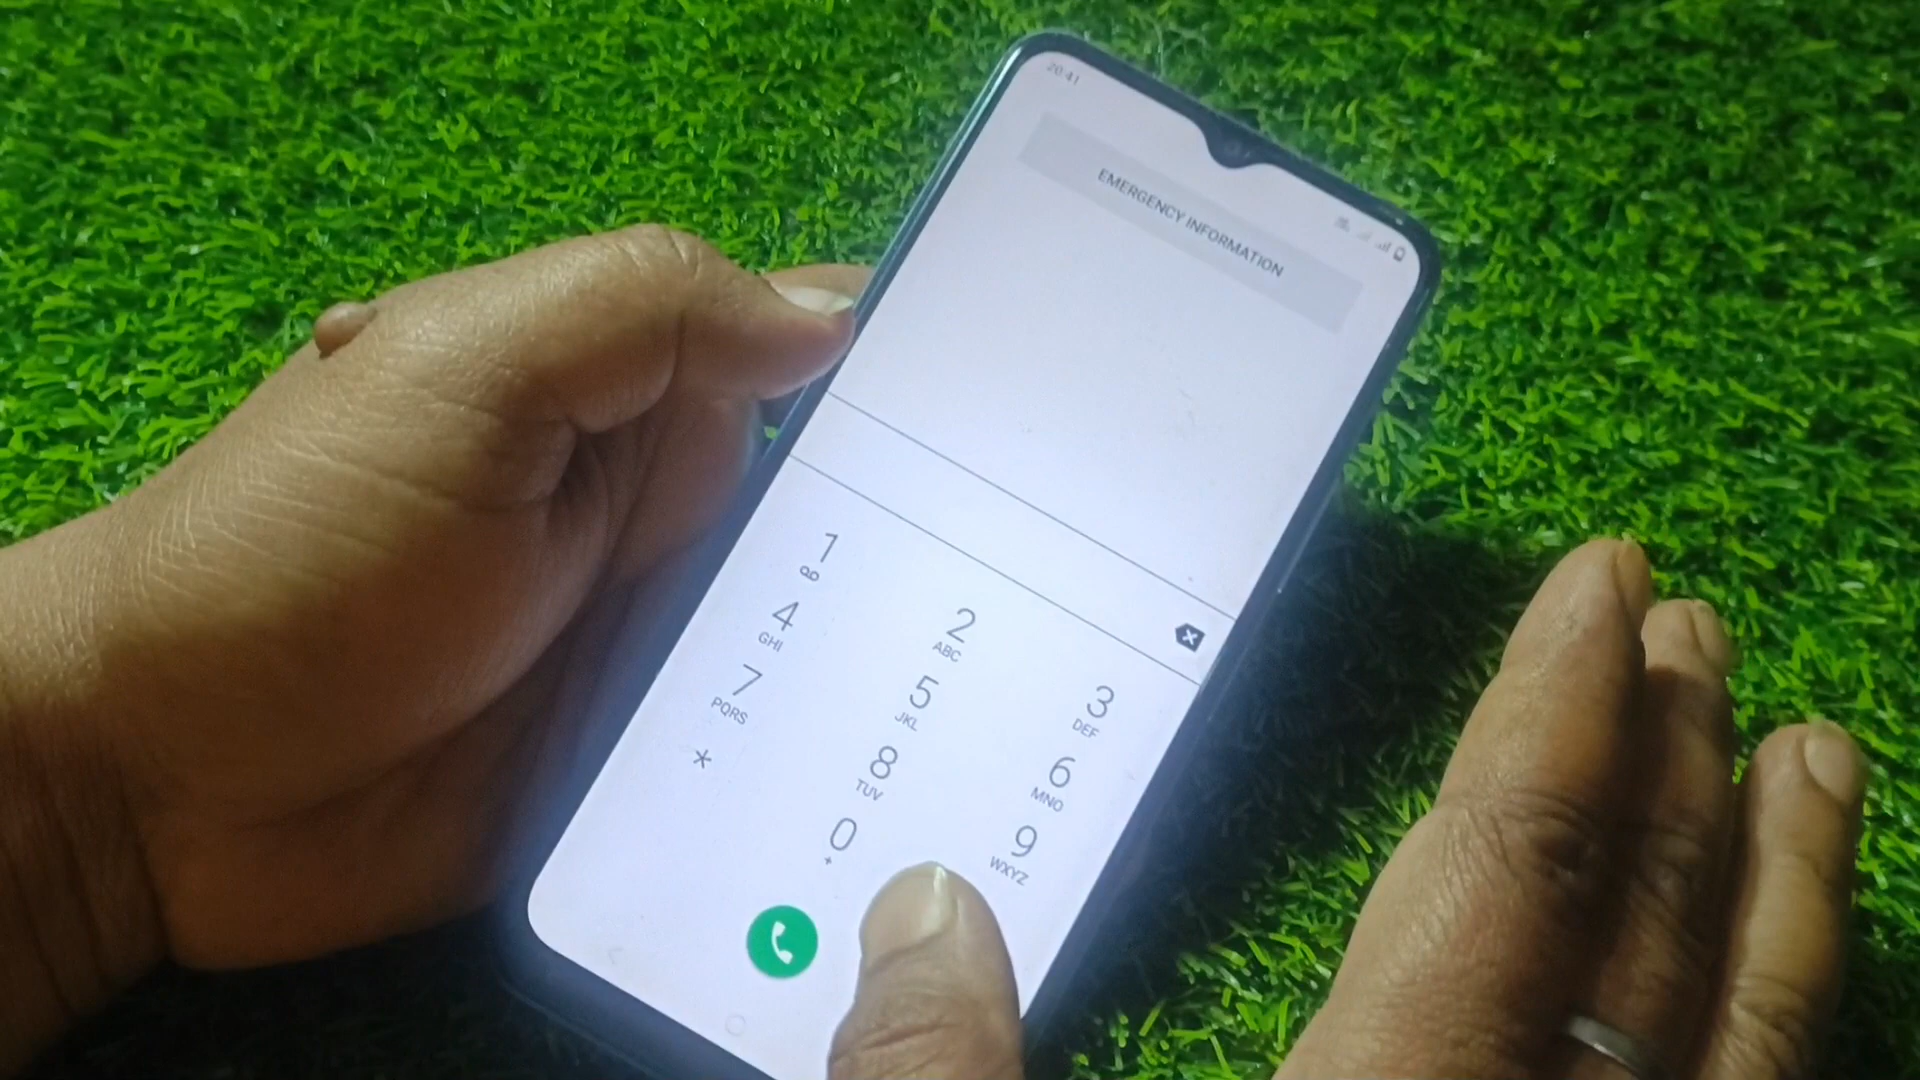 20:41
EMERGENCY INFORMATION
1
2
ABC
3
DEF
4
GHI
5
JKL
6
MNO
7
PQRS
8
TUV
9
WXYZ
*
0
+